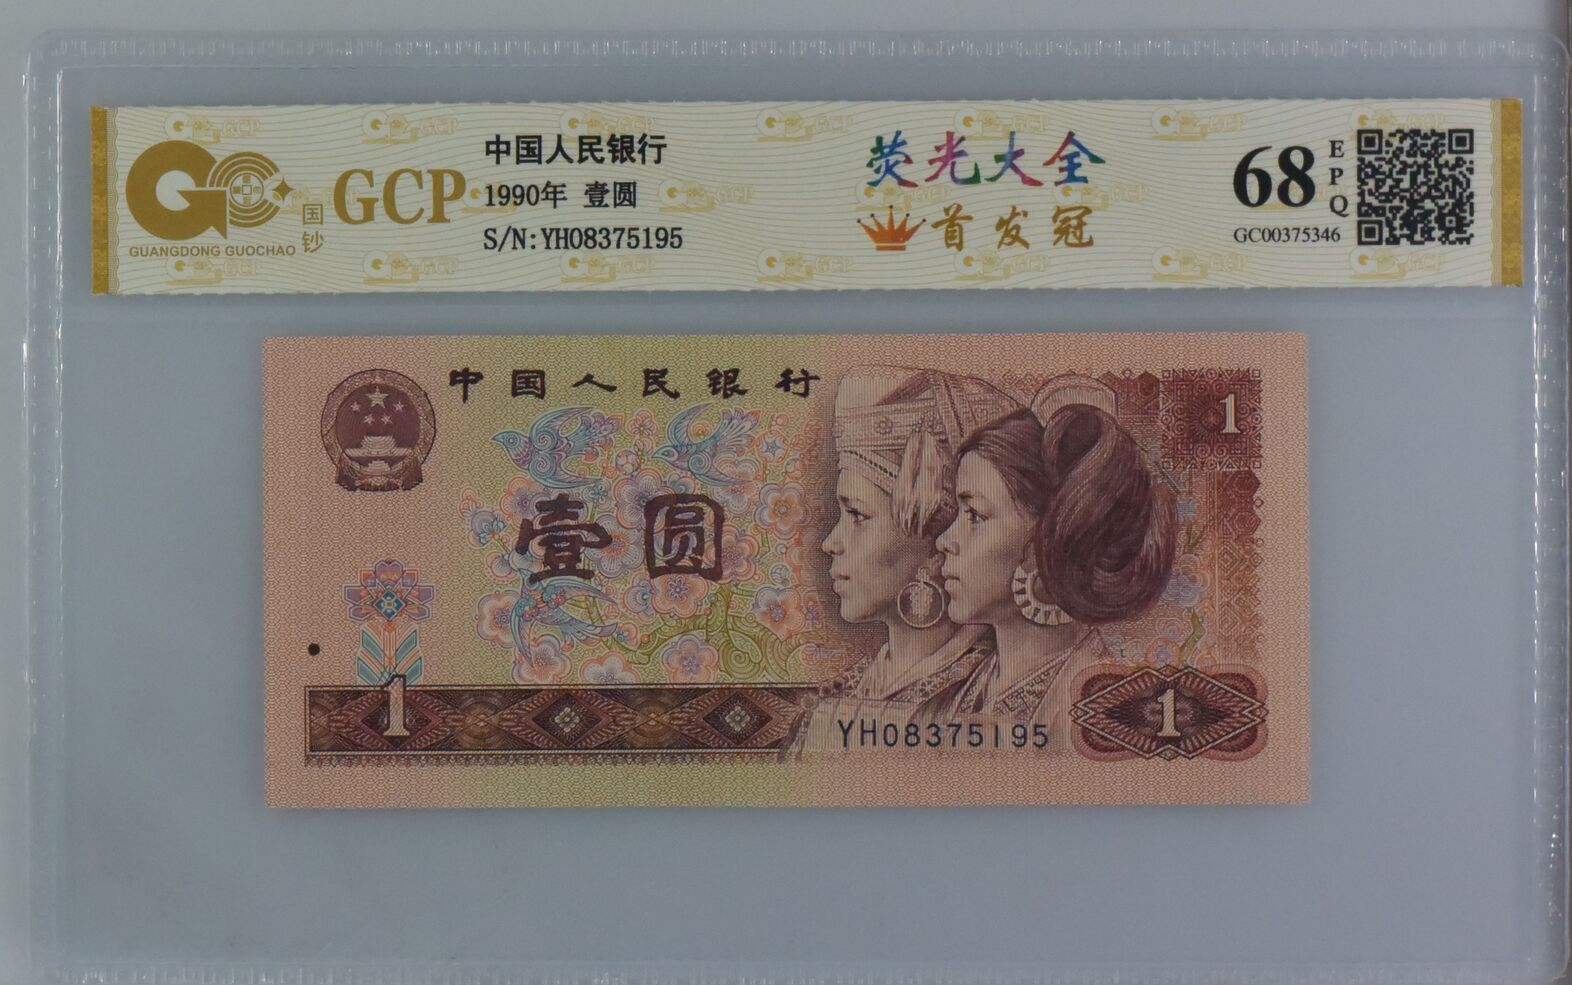 GUANGDONG GUOCHAO
国钞
GCP
中国人民银行
1990年 壹圆
S/N:YH08375195
荧光大全
首发冠
68
EPQ
GC00375346
中国人民银行
1
壹圆
1
YH08375195
1